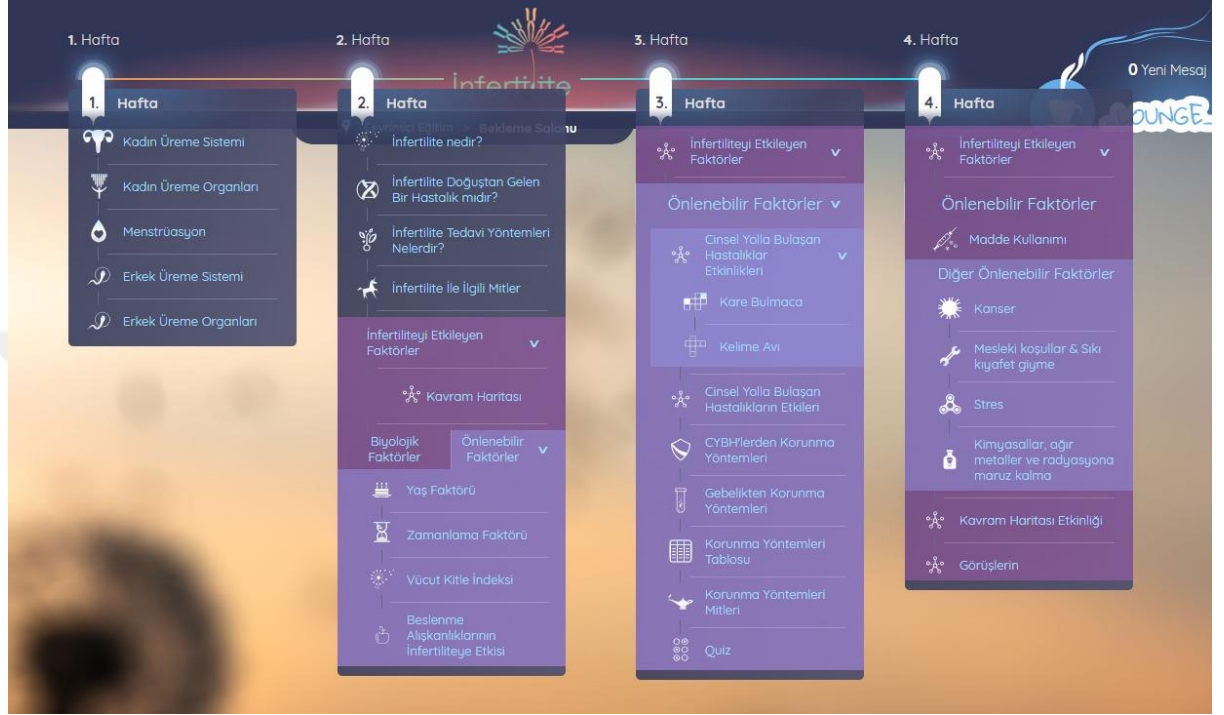 1. Hafta
2. Hafta
3. Hafta
4. Hafta
İnfertilite
0 Yeni Mesaj
LOUNGE
1. Hafta
Kadın Üreme Sistemi
Kadın Üreme Organları
Menstrüasyon
Erkek Üreme Sistemi
Erkek Üreme Organları
2. Hafta
Bekleme Salonu
İnfertilite nedir?
İnfertilite Doğuştan Gelen
Bir Hastalık mıdır?
İnfertilite Tedavi Yöntemleri
Nelerdir?
İnfertilite İle İlgili Mitler
İnfertiliteyi Etkileyen
Faktörler
Kavram Haritası
Biyolojik
Faktörler
Önlenebilir
Faktörler
Yaş Faktörü
Zamanlama Faktörü
Vücut Kitle İndeksi
Beslenme
Alışkanlıklarının
İnfertiliteye Etkisi
3. Hafta
İnfertiliteyi Etkileyen
Faktörler
Önlenebilir Faktörler
Cinsel Yolla Bulaşan
Hastalıklar
Etkinlikleri
Kare Bulmaca
Kelime Avı
Cinsel Yolla Bulaşan
Hastalıkların Etkileri
CYBH'lerden Korunma
Yöntemleri
Gebelikten Korunma
Yöntemleri
Korunma Yöntemleri
Tablosu
Korunma Yöntemleri
Mitleri
Quiz
4. Hafta
İnfertiliteyi Etkileyen
Faktörler
Önlenebilir Faktörler
Madde Kullanımı
Diğer Önlenebilir Faktörler
Kanser
Mesleki koşullar & Sıkı
kıyafet giyme
Stres
Kimyasallar, ağır
metaller ve radyasyona
maruz kalma
Kavram Haritası Etkinliği
Görüşlerin